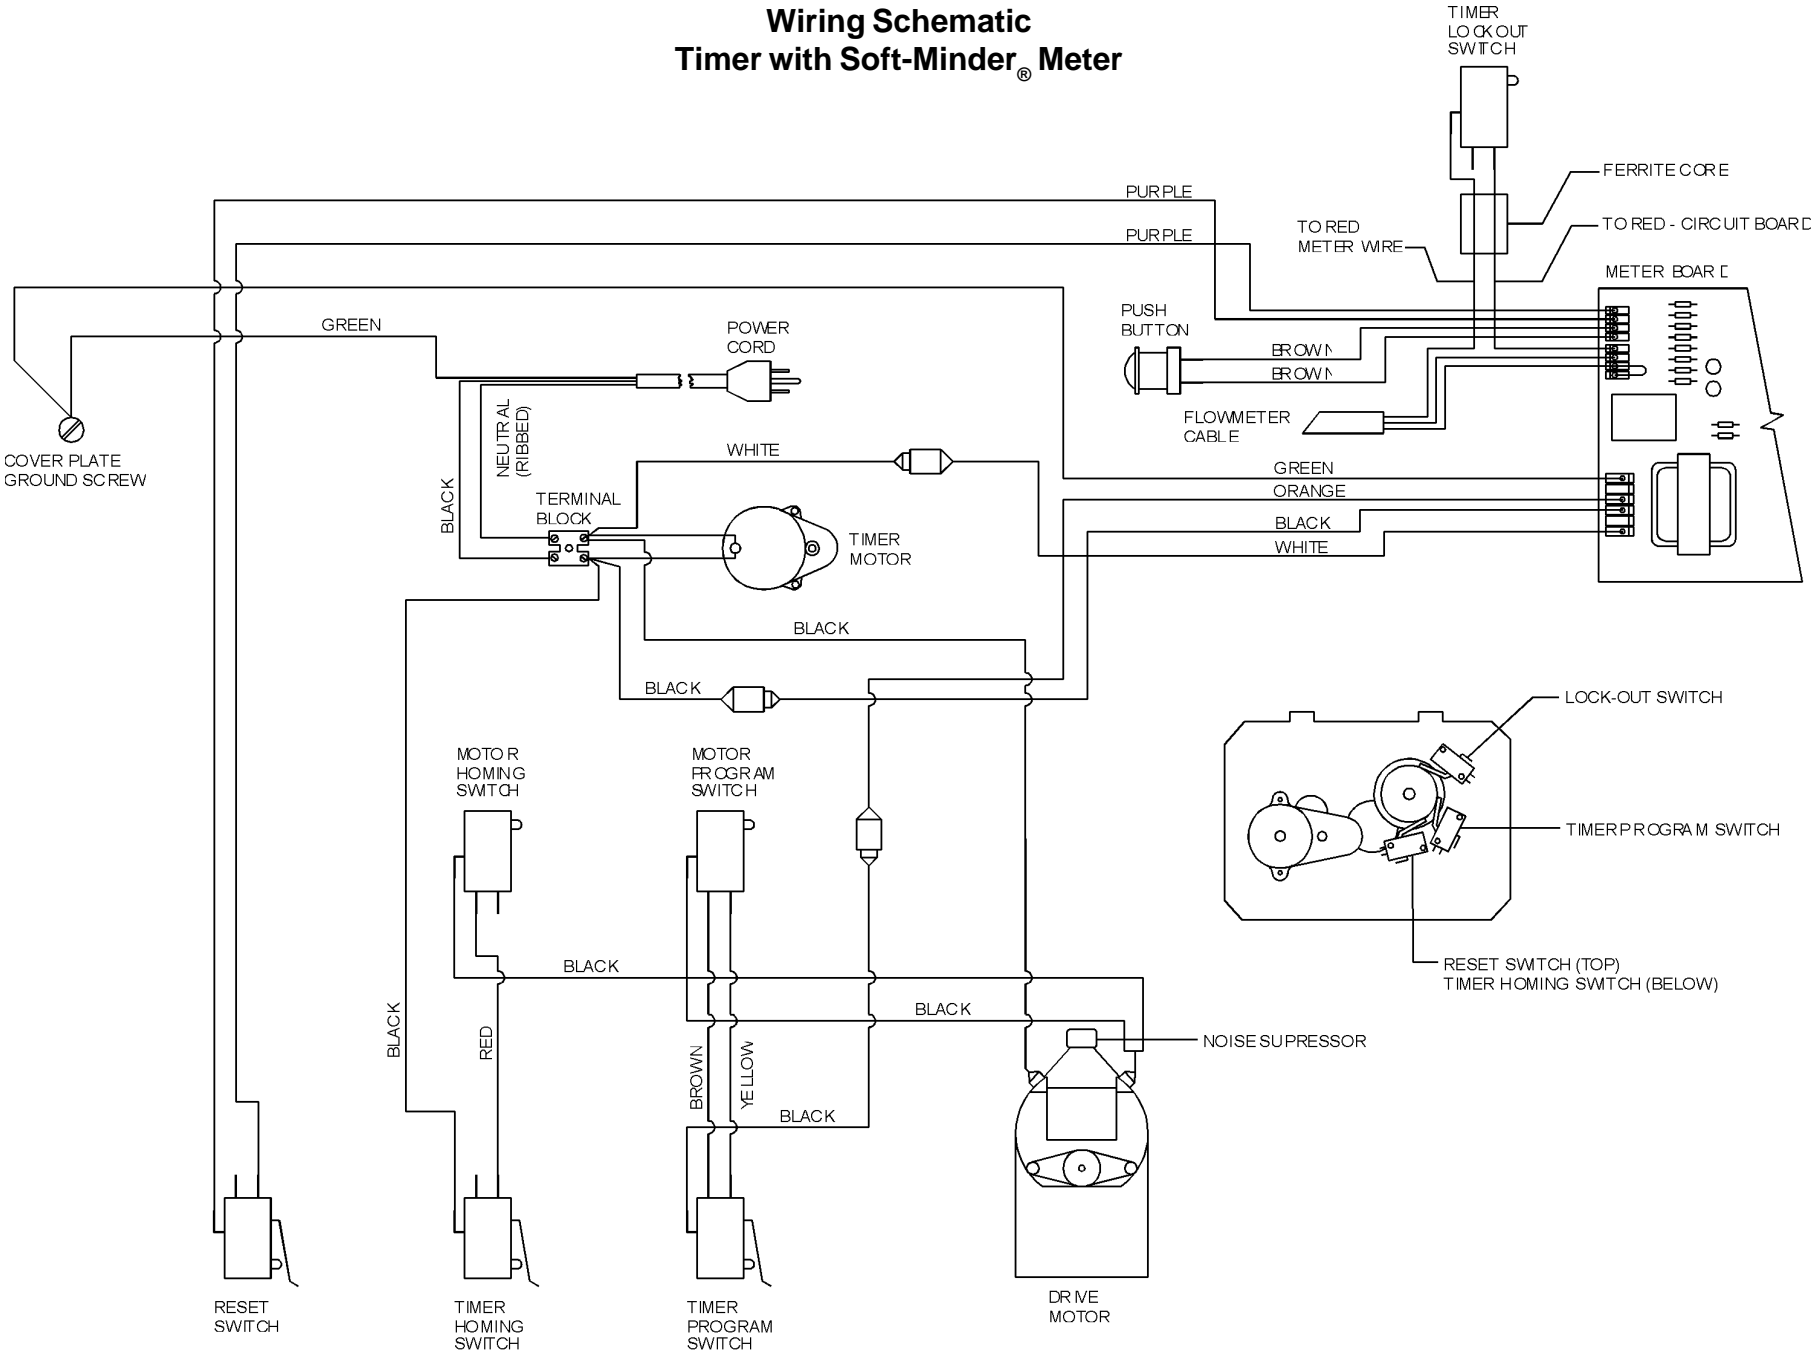 Wiring Schematic
Timer with Soft-Minder® Meter
TIMER
LOCKOUT
SWITCH
FERRITE CORE
PURPLE
PURPLE
TO RED
METER WIRE
TO RED - CIRCUIT BOARD
METER BOARD
GREEN
POWER
CORD
PUSH
BUTTON
BROWN
BROWN
FLOWMETER
CABLE
COVER PLATE
GROUND SCREW
NEUTRAL
(RIBBED)
BLACK
WHITE
TERMINAL
BLOCK
TIMER
MOTOR
GREEN
ORANGE
BLACK
WHITE
BLACK
BLACK
LOCK-OUT SWITCH
MOTOR
HOMING
SWITCH
MOTOR
PROGRAM
SWITCH
TIMER PROGRAM SWITCH
RESET SWITCH (TOP)
TIMER HOMING SWITCH (BELOW)
BLACK
BLACK
BLACK
RED
BROWN
YELLOW
NOISE SUPRESSOR
BLACK
RESET
SWITCH
TIMER
HOMING
SWITCH
TIMER
PROGRAM
SWITCH
DRIVE
MOTOR